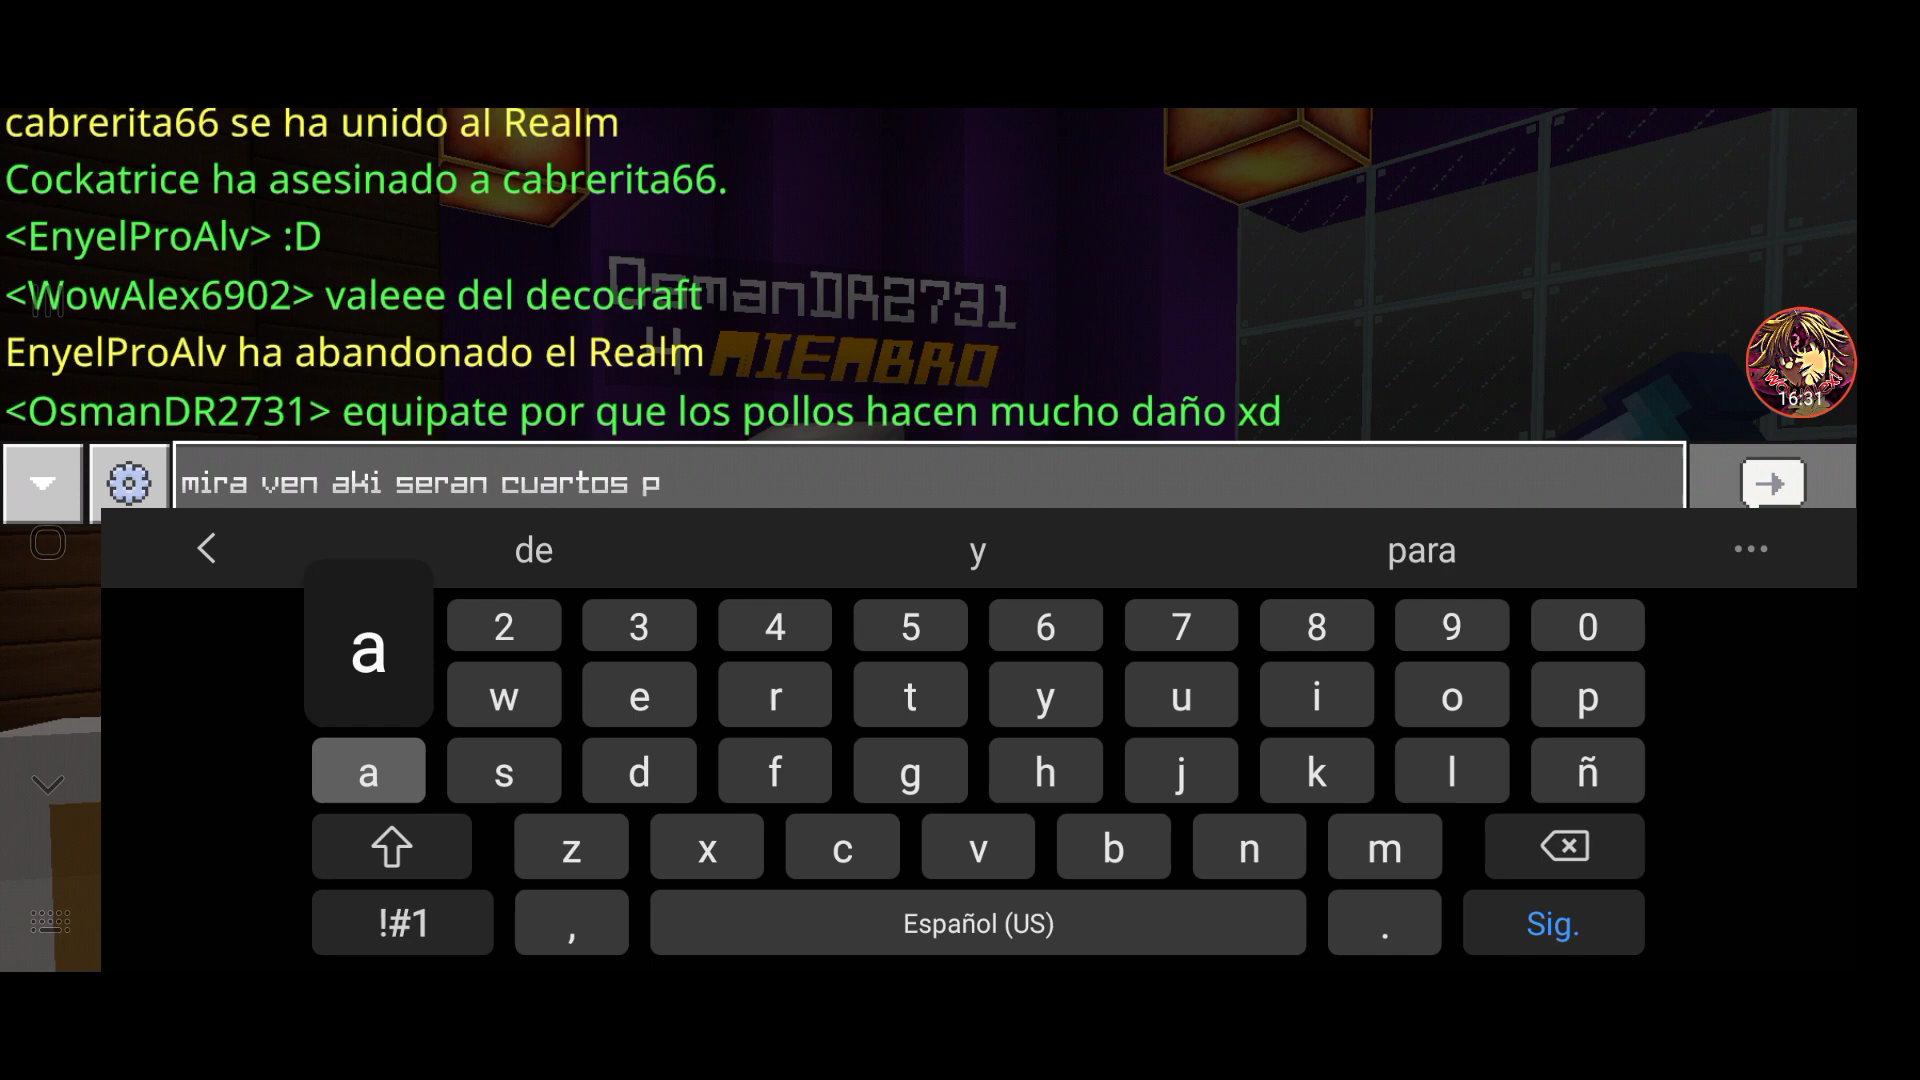 cabrerita66 se ha unido al Realm
Cockatrice ha asesinado a cabrerita66.
<EnyelProAlv> :D
<WowAlex6902> valeee del decocraft
EnyelProAlv ha abandonado el Realm
<OsmanDR2731> equipate por que los pollos hacen mucho daño xd
OsmanDR2731
4 MIEMBRO
16:31
mira ven aki seran cuartos p
de y para
a
2 3 4 5 6 7 8 9 0
w e r t y u i o p
a s d f g h j k l ñ
z x c v b n m
!#1 , Español (US) . Sig.